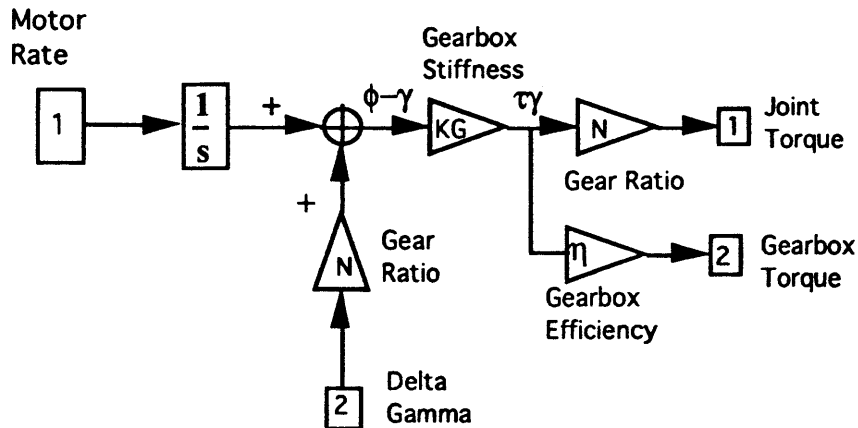 Motor
Rate
1
1
s
+
ϕ−γ
Gearbox
Stiffness
KG
τγ
N
Gear Ratio
1
Joint
Torque
+
N
Gear
Ratio
η
Gearbox
Efficiency
2
Gearbox
Torque
2
Delta
Gamma